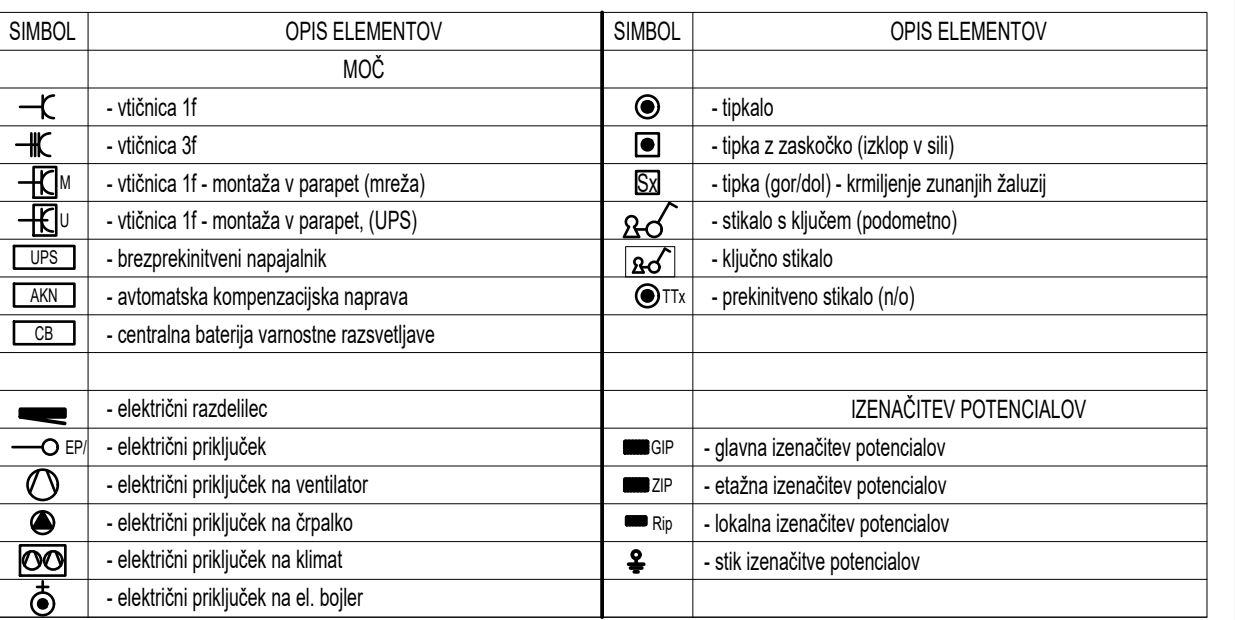 SIMBOL OPIS ELEMENTOV SIMBOL OPIS ELEMENTOV
MOČ
- vtičnica 1f - tipkalo
- vtičnica 3f - tipka z zaskočko (izklop v sili)
M - vtičnica 1f - montaža v parapet (mreža) Sx - tipka (gor/dol) - krmiljenje zunanjih žaluzij
U - vtičnica 1f - montaža v parapet, (UPS) - stikalo s ključem (podometno)
UPS - brezprekinitveni napajalnik - ključno stikalo
AKN - avtomatska kompenzacijska naprava TTx - prekinitveno stikalo (n/o)
CB - centralna baterija varnostne razsvetljave
- električni razdelilec IZENAČITEV POTENCIALOV
EP/ - električni priključek GIP - glavna izenačitev potencialov
- električni priključek na ventilator ZIP - etažna izenačitev potencialov
- električni priključek na črpalko Rip - lokalna izenačitev potencialov
- električni priključek na klimat - stik izenačitve potencialov
- električni priključek na el. bojler